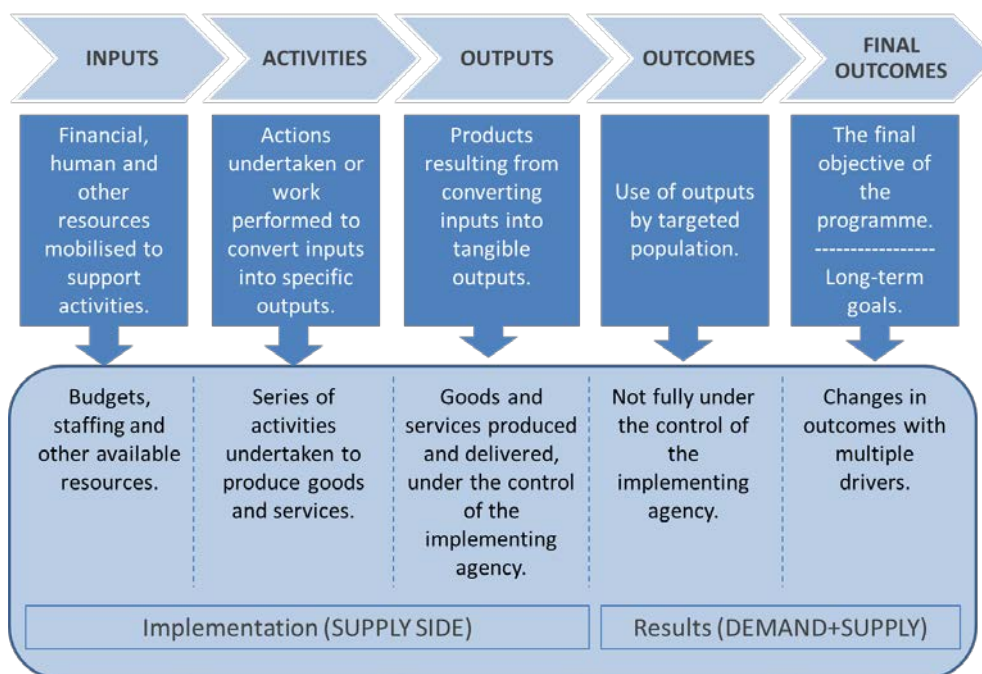 INPUTS
ACTIVITIES
OUTPUTS
OUTCOMES
FINAL
OUTCOMES
Financial,
human and
other
resources
mobilised to
support
activities.
Actions
undertaken or
work
performed to
convert inputs
into specific
outputs.
Products
resulting from
converting
inputs into
tangible
outputs.
Use of outputs
by targeted
population.
The final
objective of
the
programme.
-----------------
Long-term
goals.
Budgets,
staffing and
other available
resources.
Series of
activities
undertaken to
produce goods
and services.
Goods and
services produced
and delivered,
under the control
of the
implementing
agency.
Not fully under
the control of
the
implementing
agency.
Changes in
outcomes with
multiple
drivers.
Implementation (SUPPLY SIDE)
Results (DEMAND+SUPPLY)